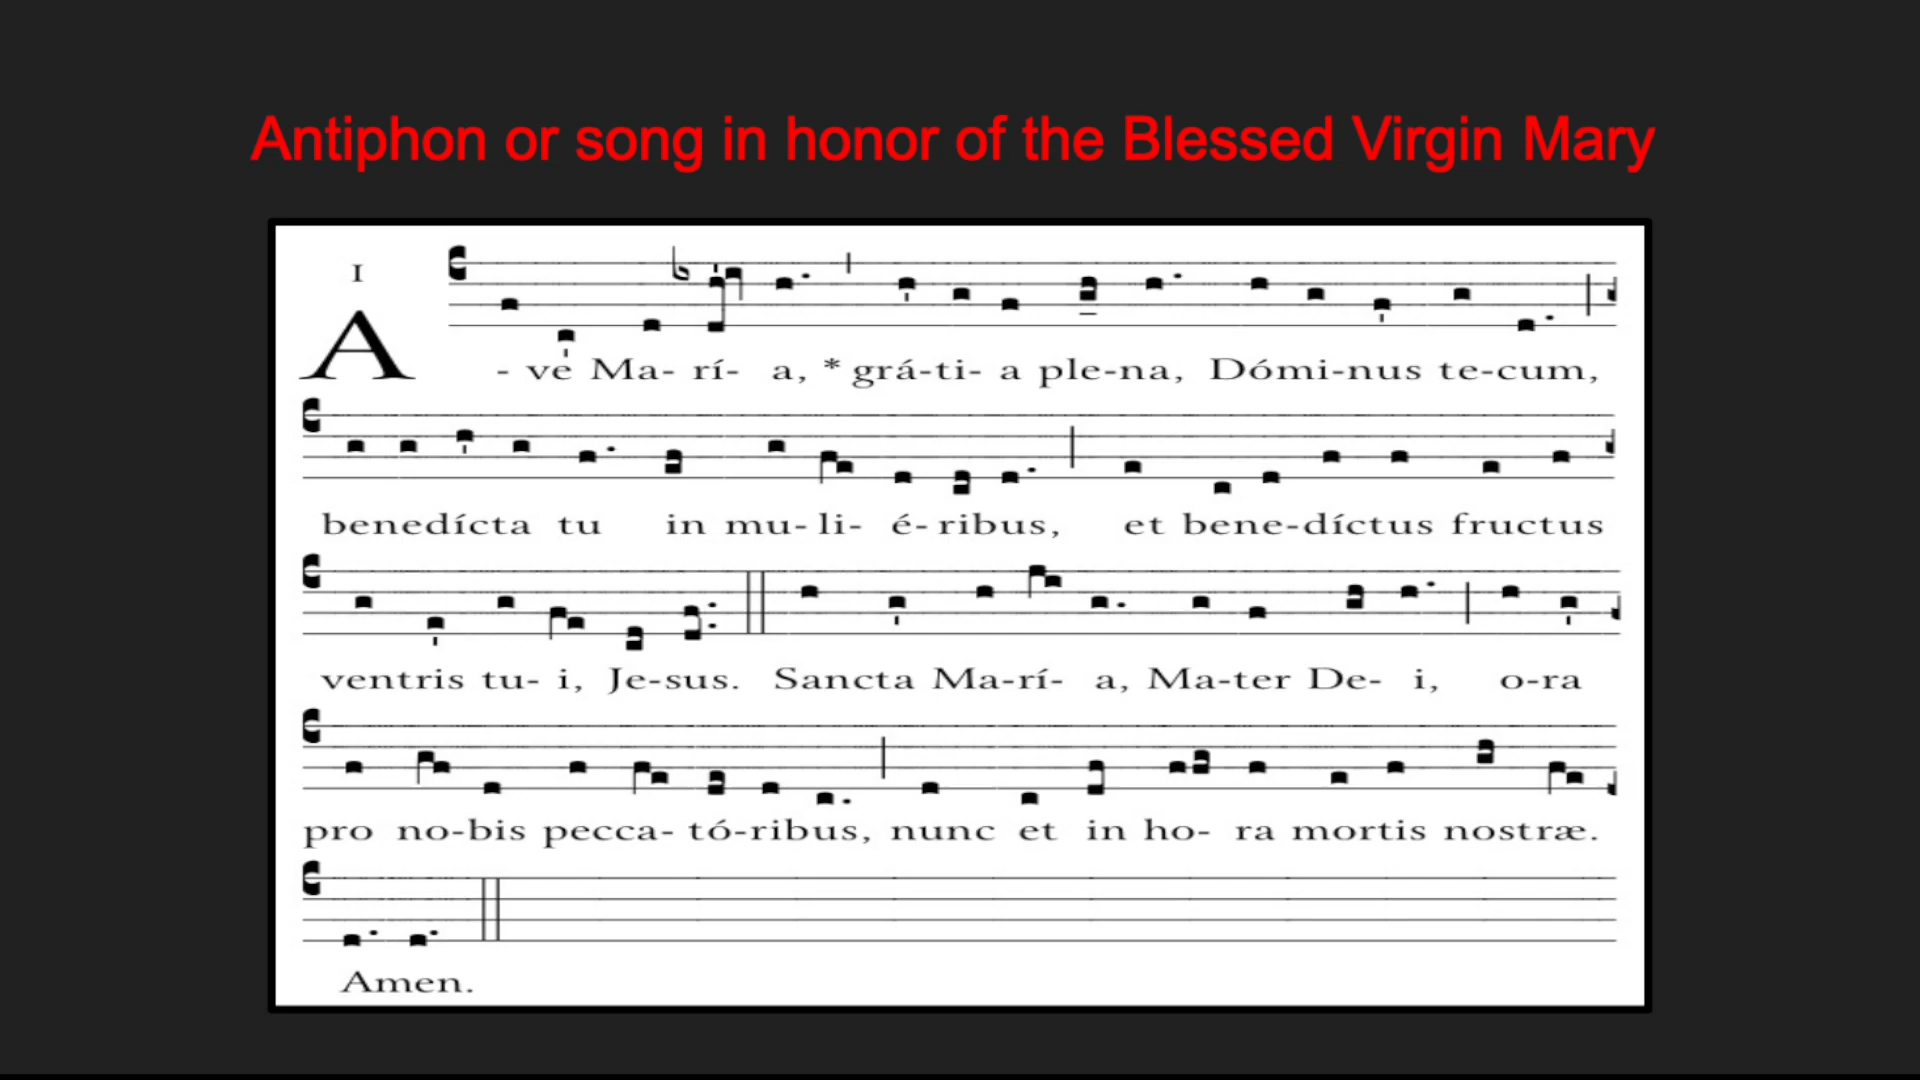 Antiphon or song in honor of the Blessed Virgin Mary
I
A - ve Ma- rí- a, * grá-ti- a ple-na, Dómi-nus te-cum,
benedícta tu in mu- li- é- ribus, et bene-díctus fructus
ventris tu- i, Je-sus. Sancta Ma-rí- a, Ma-ter De- i, o-ra
pro no-bis pecca- tó-ribus, nunc et in ho- ra mortis nostræ.
Amen.